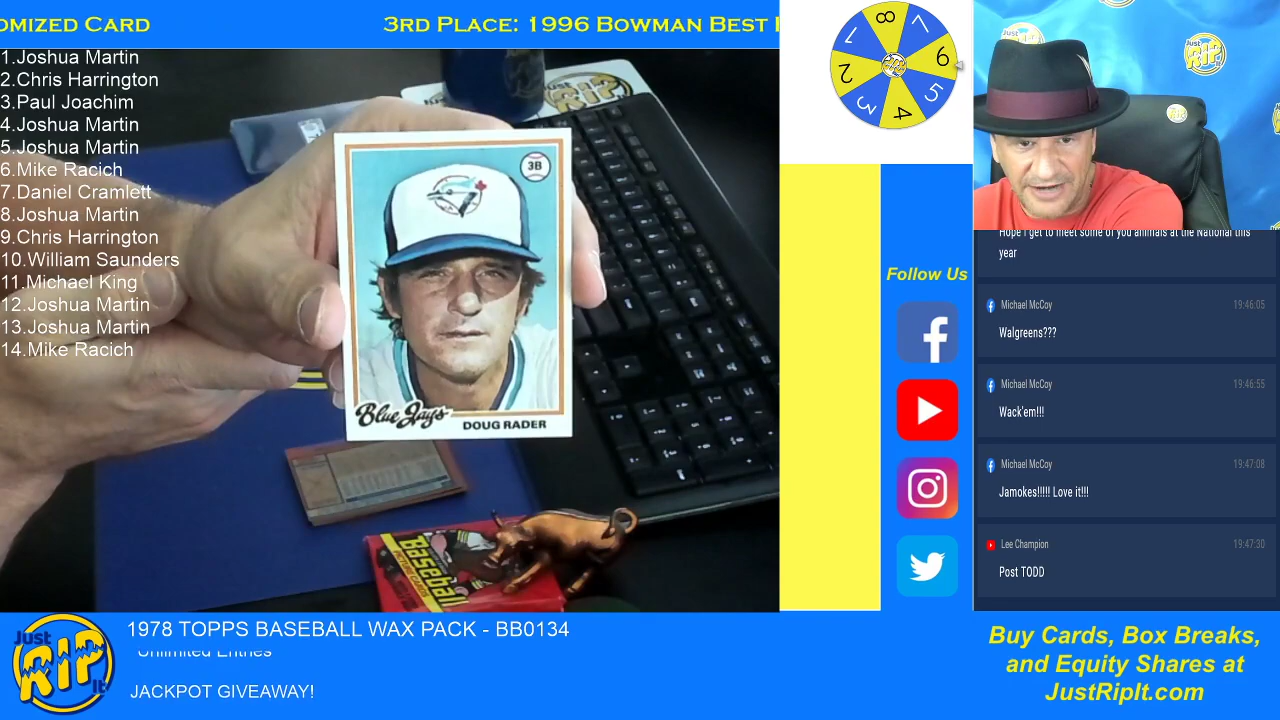 OMIZED CARD
3RD PLACE: 1996 BOWMAN BEST
1.Joshua Martin
2.Chris Harrington
3.Paul Joachim
4.Joshua Martin
5.Joshua Martin
6.Mike Racich
7.Daniel Cramlett
8.Joshua Martin
9.Chris Harrington
10.William Saunders
11.Michael King
12.Joshua Martin
13.Joshua Martin
14.Mike Racich
3B
Blue Jays
DOUG RADER
Baseball
8
7
6
5
4
3
2
1
Just
RIP
It
Follow Us
Hope I get to meet some of you animals at the National this
year
Michael McCoy 19:46:05
Walgreens???
Michael McCoy 19:46:55
Wack'em!!!
Michael McCoy 19:47:08
Jamokes!!!!! Love it!!!
Lee Champion 19:47:30
Post TODD
Just
RIP
It
1978 TOPPS BASEBALL WAX PACK - BB0134
Unlimited Entries
JACKPOT GIVEAWAY!
Buy Cards, Box Breaks,
and Equity Shares at
JustRipIt.com